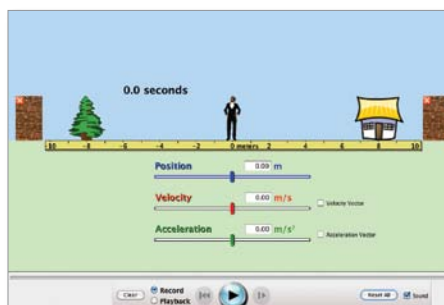 0.0 seconds
-10 -8 -6 -4 -2 0 meters 2 4 6 8 10
Position 0.00 m
Velocity 0.00 m/s Velocity Vector
Acceleration 0.00 m/s² Acceleration Vector
Clear Record Playback Reset All Sound